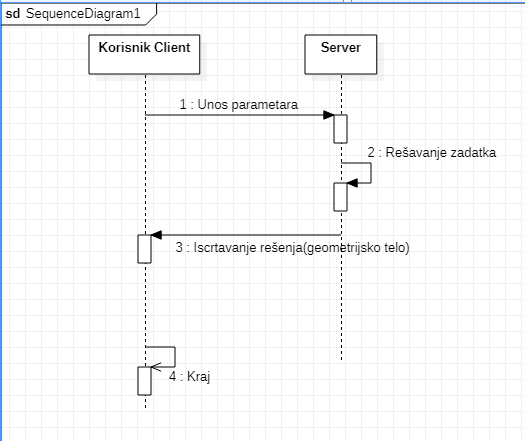 sd SequenceDiagram1
Korisnik Client
Server
1 : Unos parametara
2 : Rešavanje zadatka
3 : Iscrtavanje rešenja(geometrijsko telo)
4 : Kraj